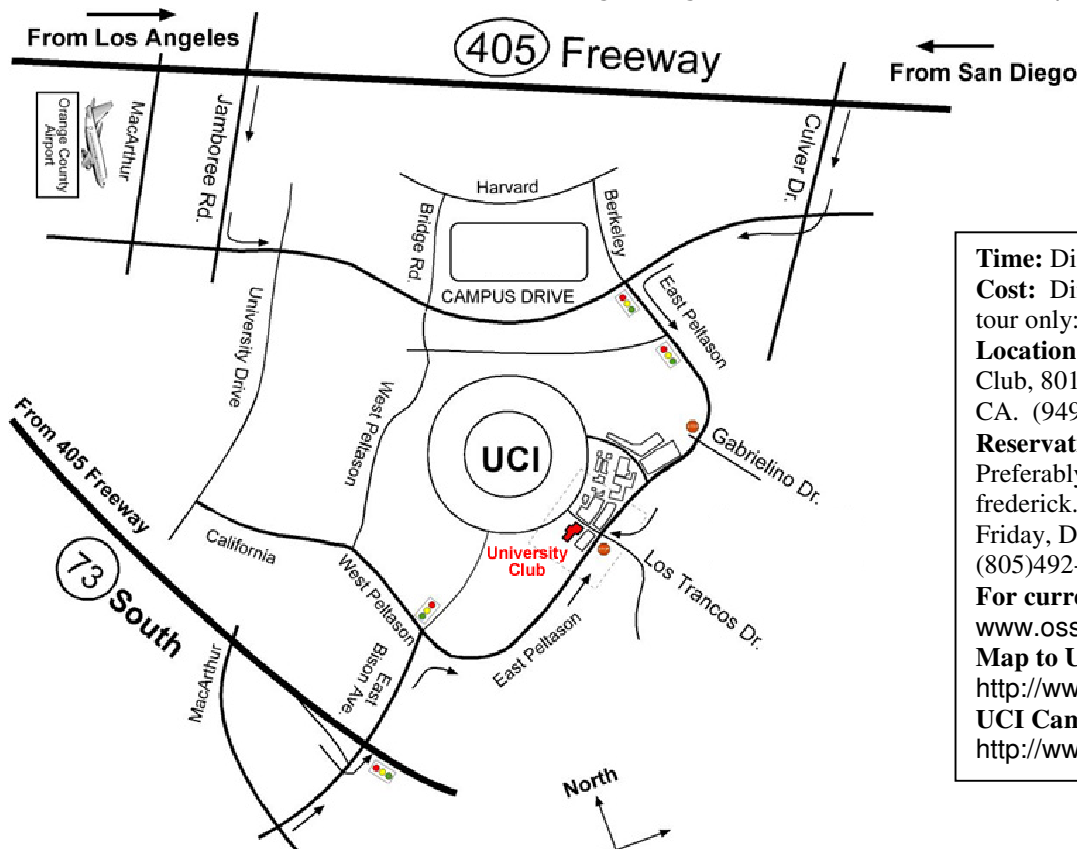 From Los Angeles
405 Freeway
From San Diego
Orange County
Airport
MacArthur
Jamboree Rd.
Culver Dr.
Harvard
Bridge Rd.
Berkeley
CAMPUS DRIVE
East Peltason
University Drive
West Peltason
UCI
Gabrielino Dr.
From 405 Freeway
73 South
California
West Peltason
University
Club
Los Trancos Dr.
East Peltason
East
Bison Ave.
MacArthur
North
Time: Di
Cost: Di
tour only:
Location
Club, 801
CA. (949
Reservat
Preferably
frederick.
Friday, D
(805)492-
For curre
www.oss
Map to U
http://ww
UCI Can
http://ww